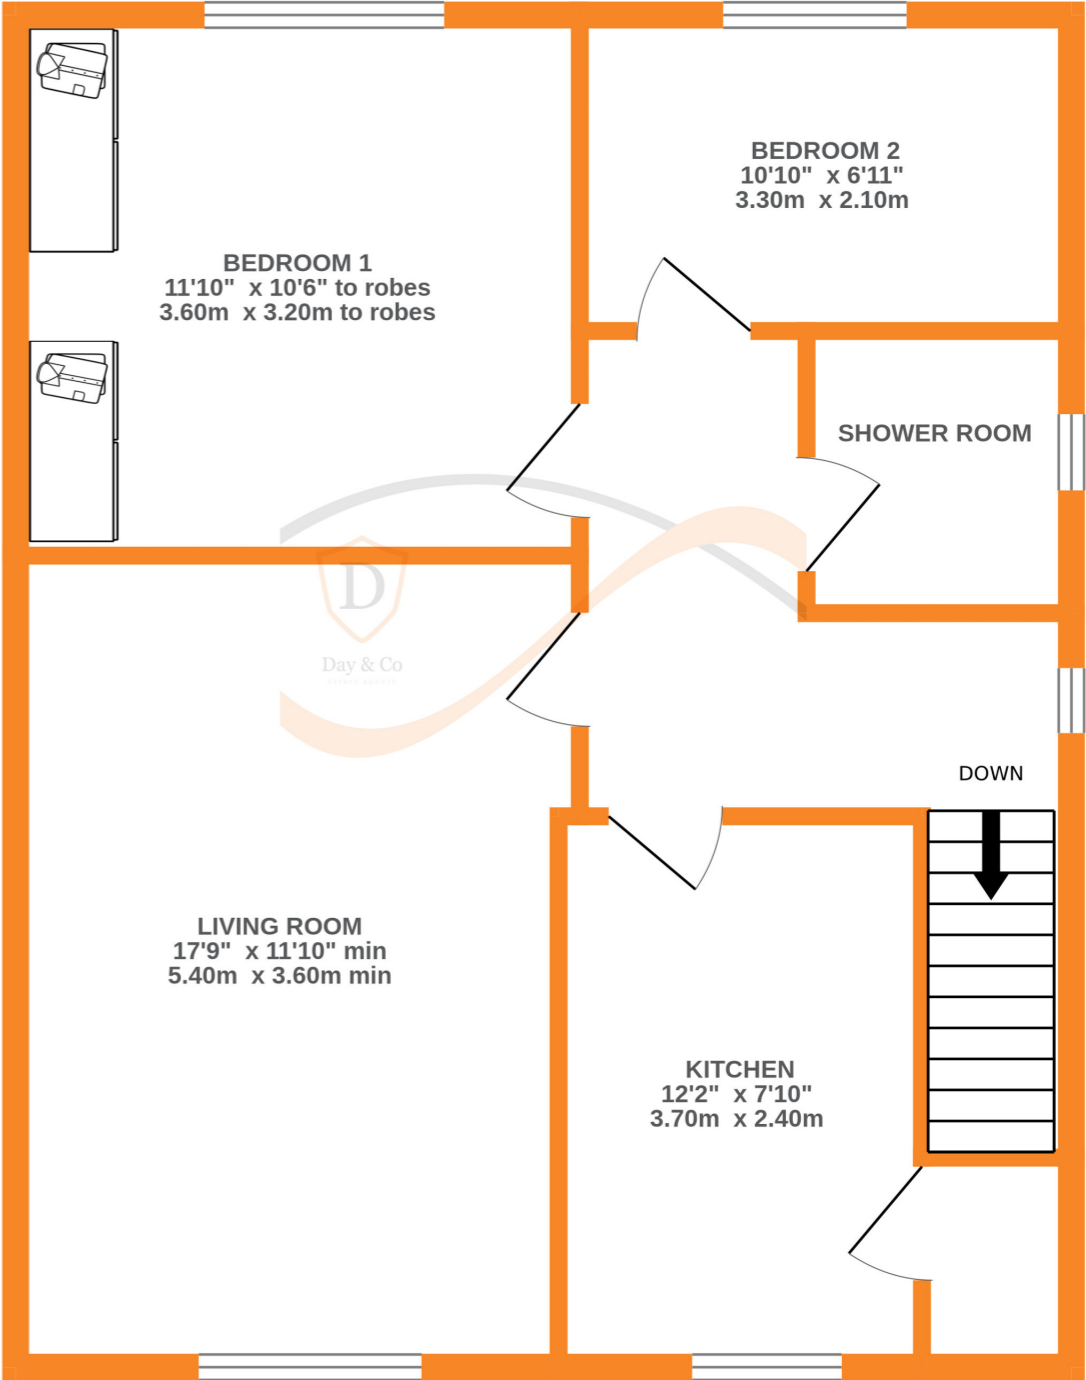 BEDROOM 2
10'10" x 6'11"
3.30m x 2.10m
BEDROOM 1
11'10" x 10'6" to robes
3.60m x 3.20m to robes
SHOWER ROOM
D
Day & Co
ESTATE AGENTS
DOWN
LIVING ROOM
17'9" x 11'10" min
5.40m x 3.60m min
KITCHEN
12'2" x 7'10"
3.70m x 2.40m